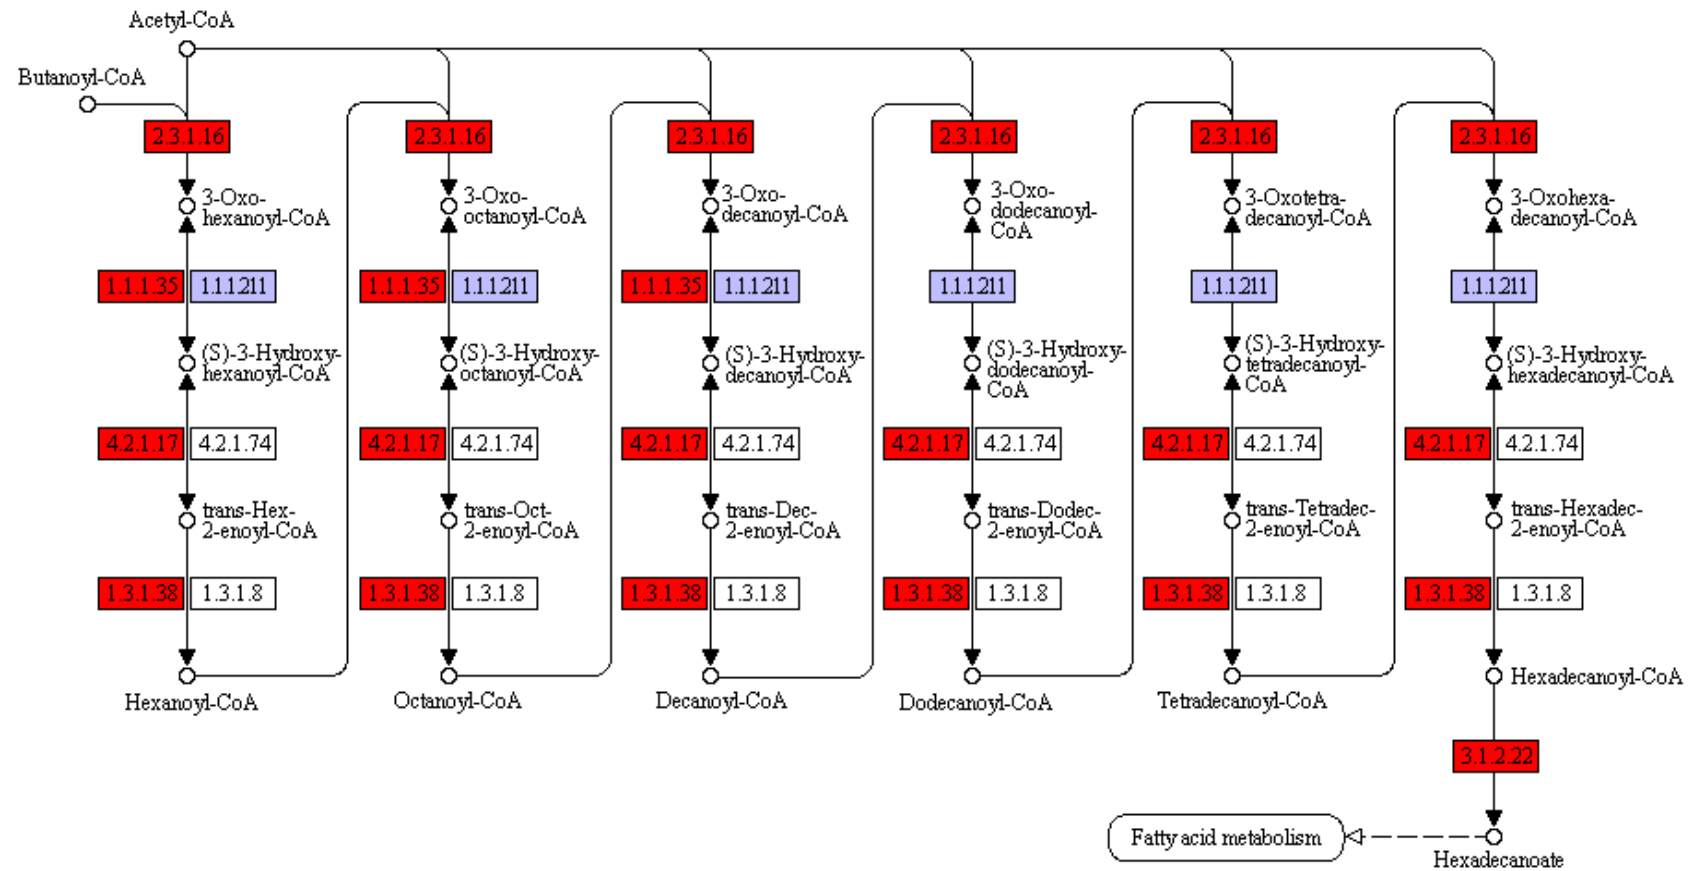 Acetyl-CoA
Butanoyl-CoA
2.3.1.16
2.3.1.16
2.3.1.16
2.3.1.16
2.3.1.16
2.3.1.16
3-Oxo-
hexanoyl-CoA
3-Oxo-
octanoyl-CoA
3-Oxo-
decanoyl-CoA
3-Oxo-
dodecanoyl-
CoA
3-Oxotetra-
decanoyl-CoA
3-Oxohexa-
decanoyl-CoA
1.1.1.35
1.1.1.211
1.1.1.35
1.1.1.211
1.1.1.35
1.1.1.211
1.1.1.211
1.1.1.211
1.1.1.211
(S)-3-Hydroxy-
hexanoyl-CoA
(S)-3-Hydroxy-
octanoyl-CoA
(S)-3-Hydroxy-
decanoyl-CoA
(S)-3-Hydroxy-
dodecanoyl-
CoA
(S)-3-Hydroxy-
tetradecanoyl-
CoA
(S)-3-Hydroxy-
hexadecanoyl-CoA
4.2.1.17
4.2.1.74
4.2.1.17
4.2.1.74
4.2.1.17
4.2.1.74
4.2.1.17
4.2.1.74
4.2.1.17
4.2.1.74
4.2.1.17
4.2.1.74
trans-Hex-
2-enoyl-CoA
trans-Oct-
2-enoyl-CoA
trans-Dec-
2-enoyl-CoA
trans-Dodec-
2-enoyl-CoA
trans-Tetradec-
2-enoyl-CoA
trans-Hexadec-
2-enoyl-CoA
1.3.1.38
1.3.1.8
1.3.1.38
1.3.1.8
1.3.1.38
1.3.1.8
1.3.1.38
1.3.1.8
1.3.1.38
1.3.1.8
1.3.1.38
1.3.1.8
Hexanoyl-CoA
Octanoyl-CoA
Decanoyl-CoA
Dodecanoyl-CoA
Tetradecanoyl-CoA
Hexadecanoyl-CoA
3.1.2.22
Fatty acid metabolism
Hexadecanoate